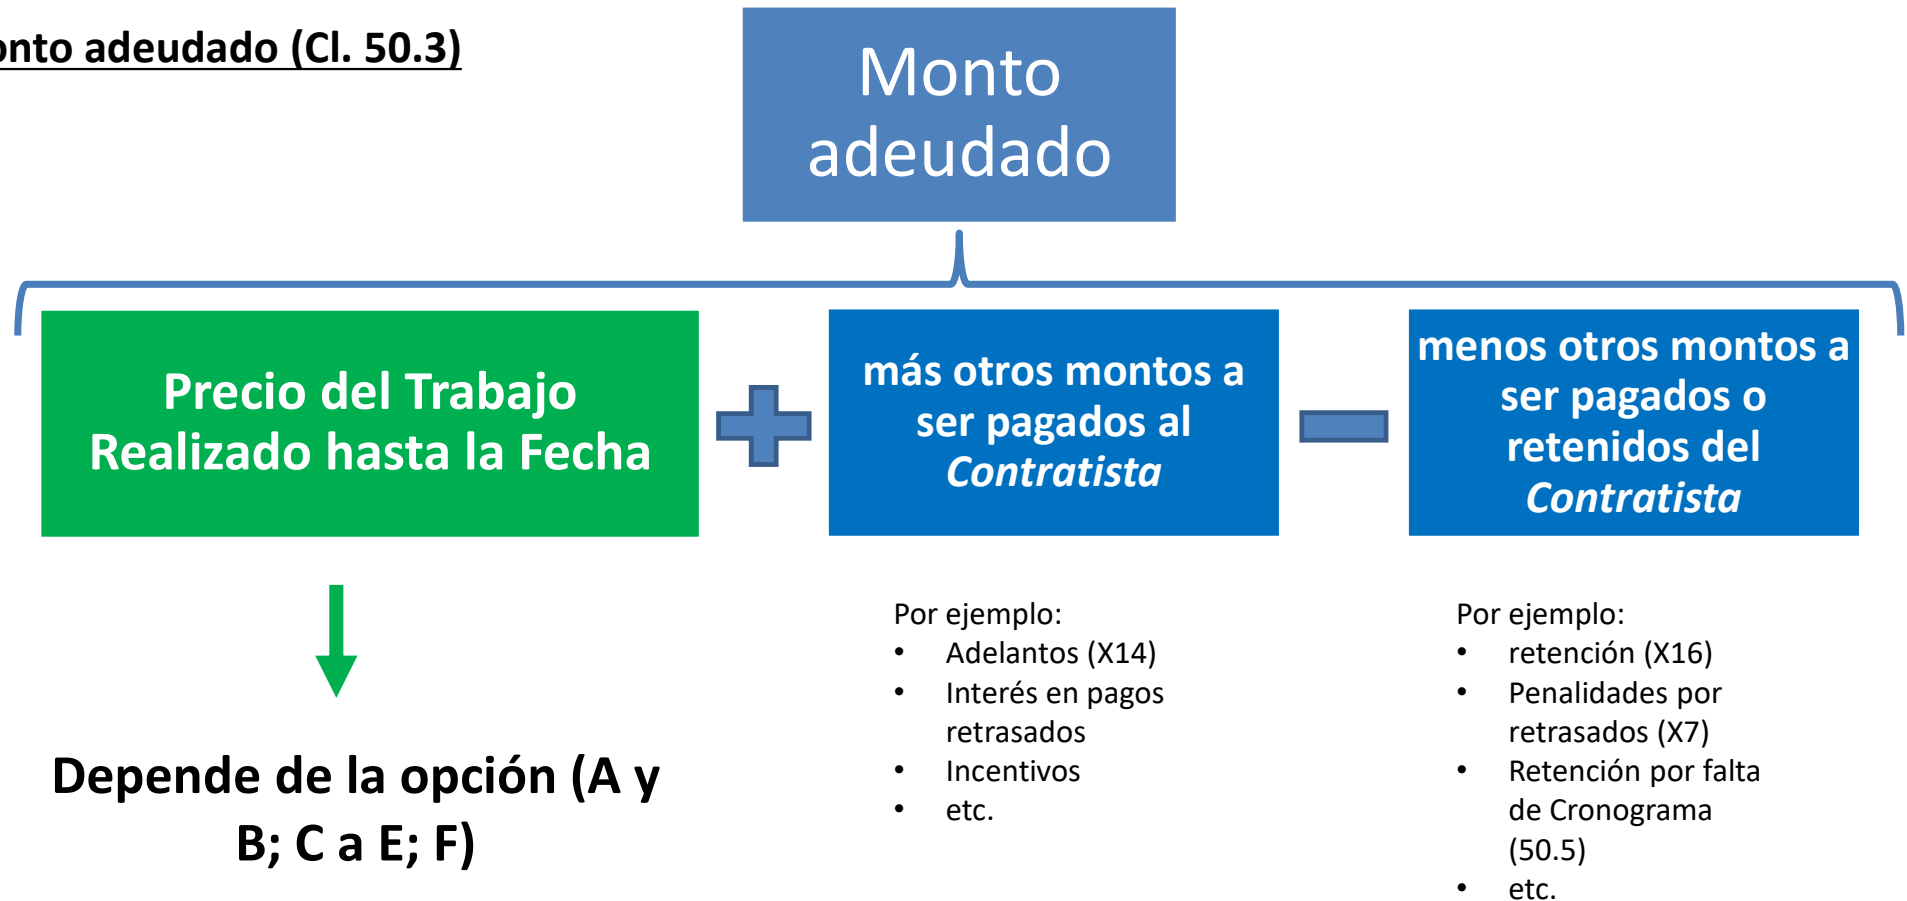 onto adeudado (Cl. 50.3)
Monto
adeudado
Precio del Trabajo
Realizado hasta la Fecha
más otros montos a
ser pagados al
Contratista
menos otros montos a
ser pagados o
retenidos del
Contratista
Depende de la opción (A y
B; C a E; F)
Por ejemplo:
• Adelantos (X14)
• Interés en pagos
retrasados
• Incentivos
• etc.
Por ejemplo:
• retención (X16)
• Penalidades por
retrasados (X7)
• Retención por falta
de Cronograma
(50.5)
• etc.